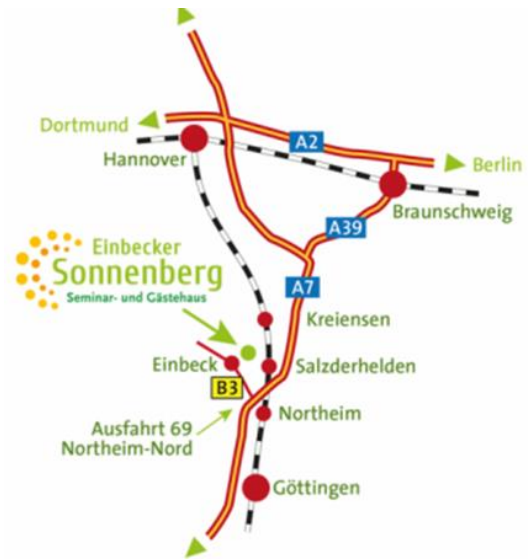 Dortmund
A2
Hannover
Berlin
Braunschweig
A39
Einbecker
Sonnenberg
Seminar- und Gästehaus
A7
Kreiensen
Einbeck
Salzderhelden
B3
Northeim
Ausfahrt 69
Northeim-Nord
Göttingen